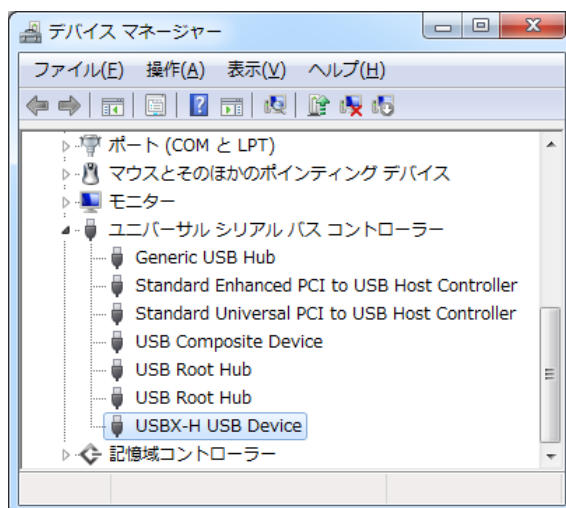 デバイス マネージャー
ファイル(F) 操作(A) 表示(V) ヘルプ(H)
ポート (COM と LPT)
マウスとそのほかのポインティング デバイス
モニター
ユニバーサル シリアル バス コントローラー
Generic USB Hub
Standard Enhanced PCI to USB Host Controller
Standard Universal PCI to USB Host Controller
USB Composite Device
USB Root Hub
USB Root Hub
USBX-H USB Device
記憶域コントローラー